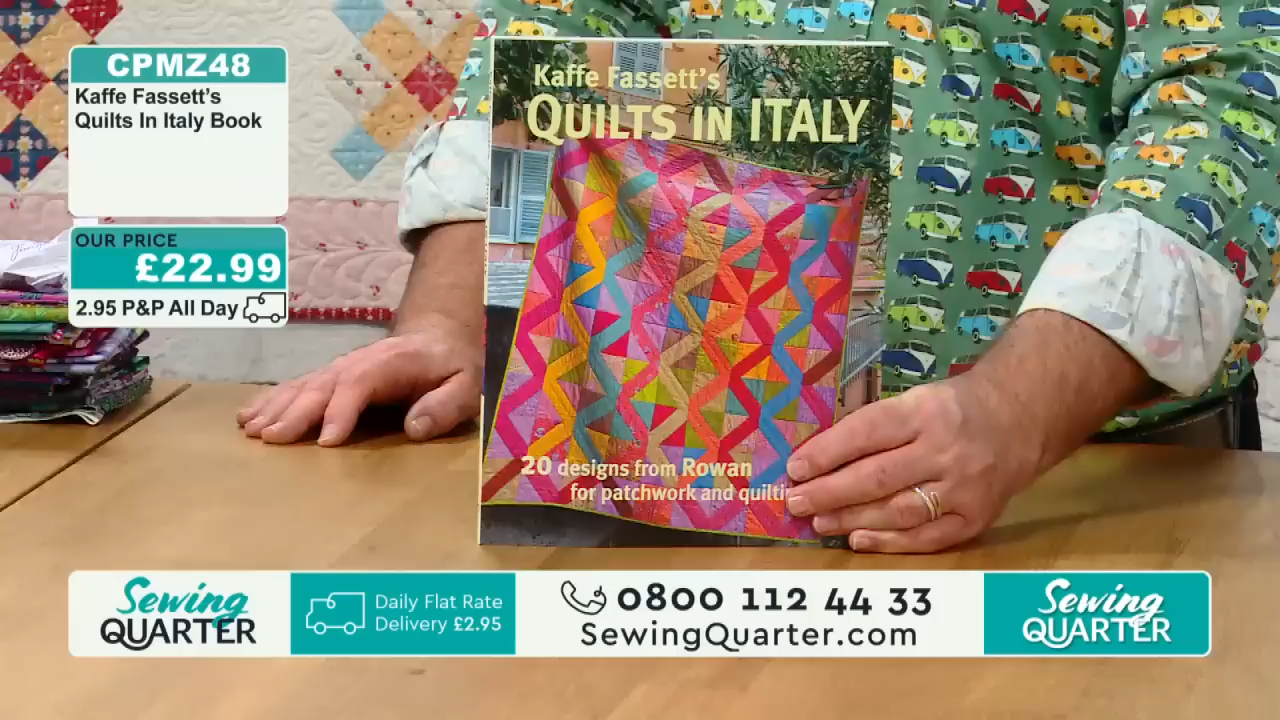 CPMZ48
Kaffe Fassett's
Quilts In Italy Book
OUR PRICE
£22.99
2.95 P&P All Day
Kaffe Fassett's
QUILTS IN ITALY
20 designs from Rowan
for patchwork and
Sewing
QUARTER
Daily Flat Rate
Delivery £2.95
0800 112 44 33
SewingQuarter.com
Sewing
QUARTER